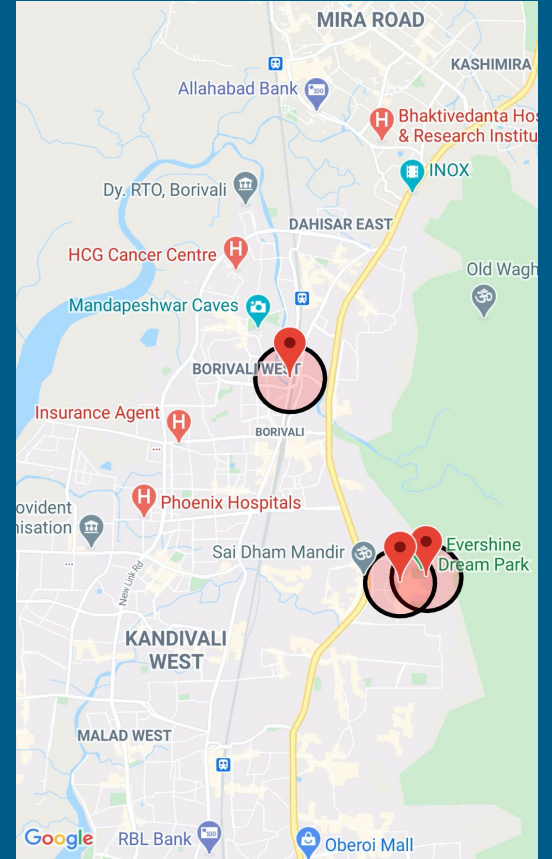 MIRA ROAD
KASHIMIRA
Allahabad Bank
Bhaktivedanta Hos
& Research Institu
INOX
Dy. RTO, Borivali
DAHISAR EAST
HCG Cancer Centre
Old Wagh
Mandapeshwar Caves
BORIVALI WEST
Insurance Agent
BORIVALI
ovident
nisation
Phoenix Hospitals
Sai Dham Mandir
Evershine
Dream Park
New Link Rd
KANDIVALI
WEST
MALAD WEST
Google
RBL Bank
Oberoi Mall